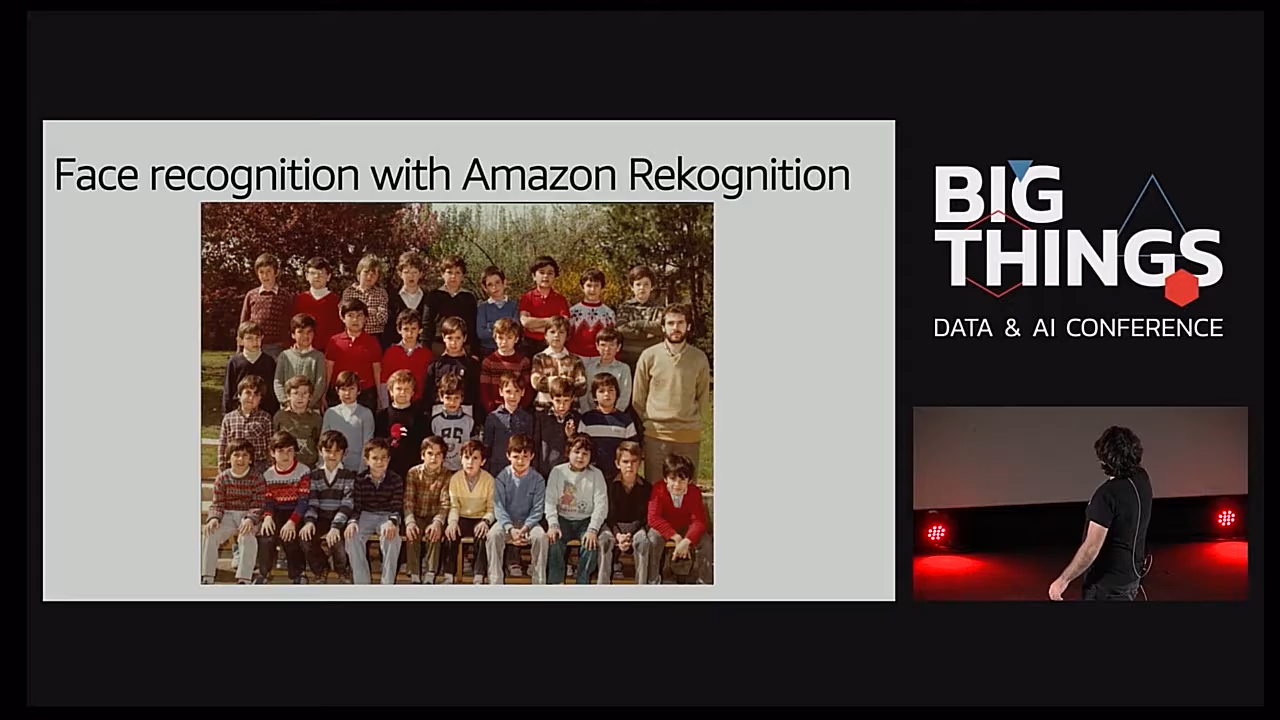 Face recognition with Amazon Rekognition
BIG
THINGS
DATA & AI CONFERENCE
85